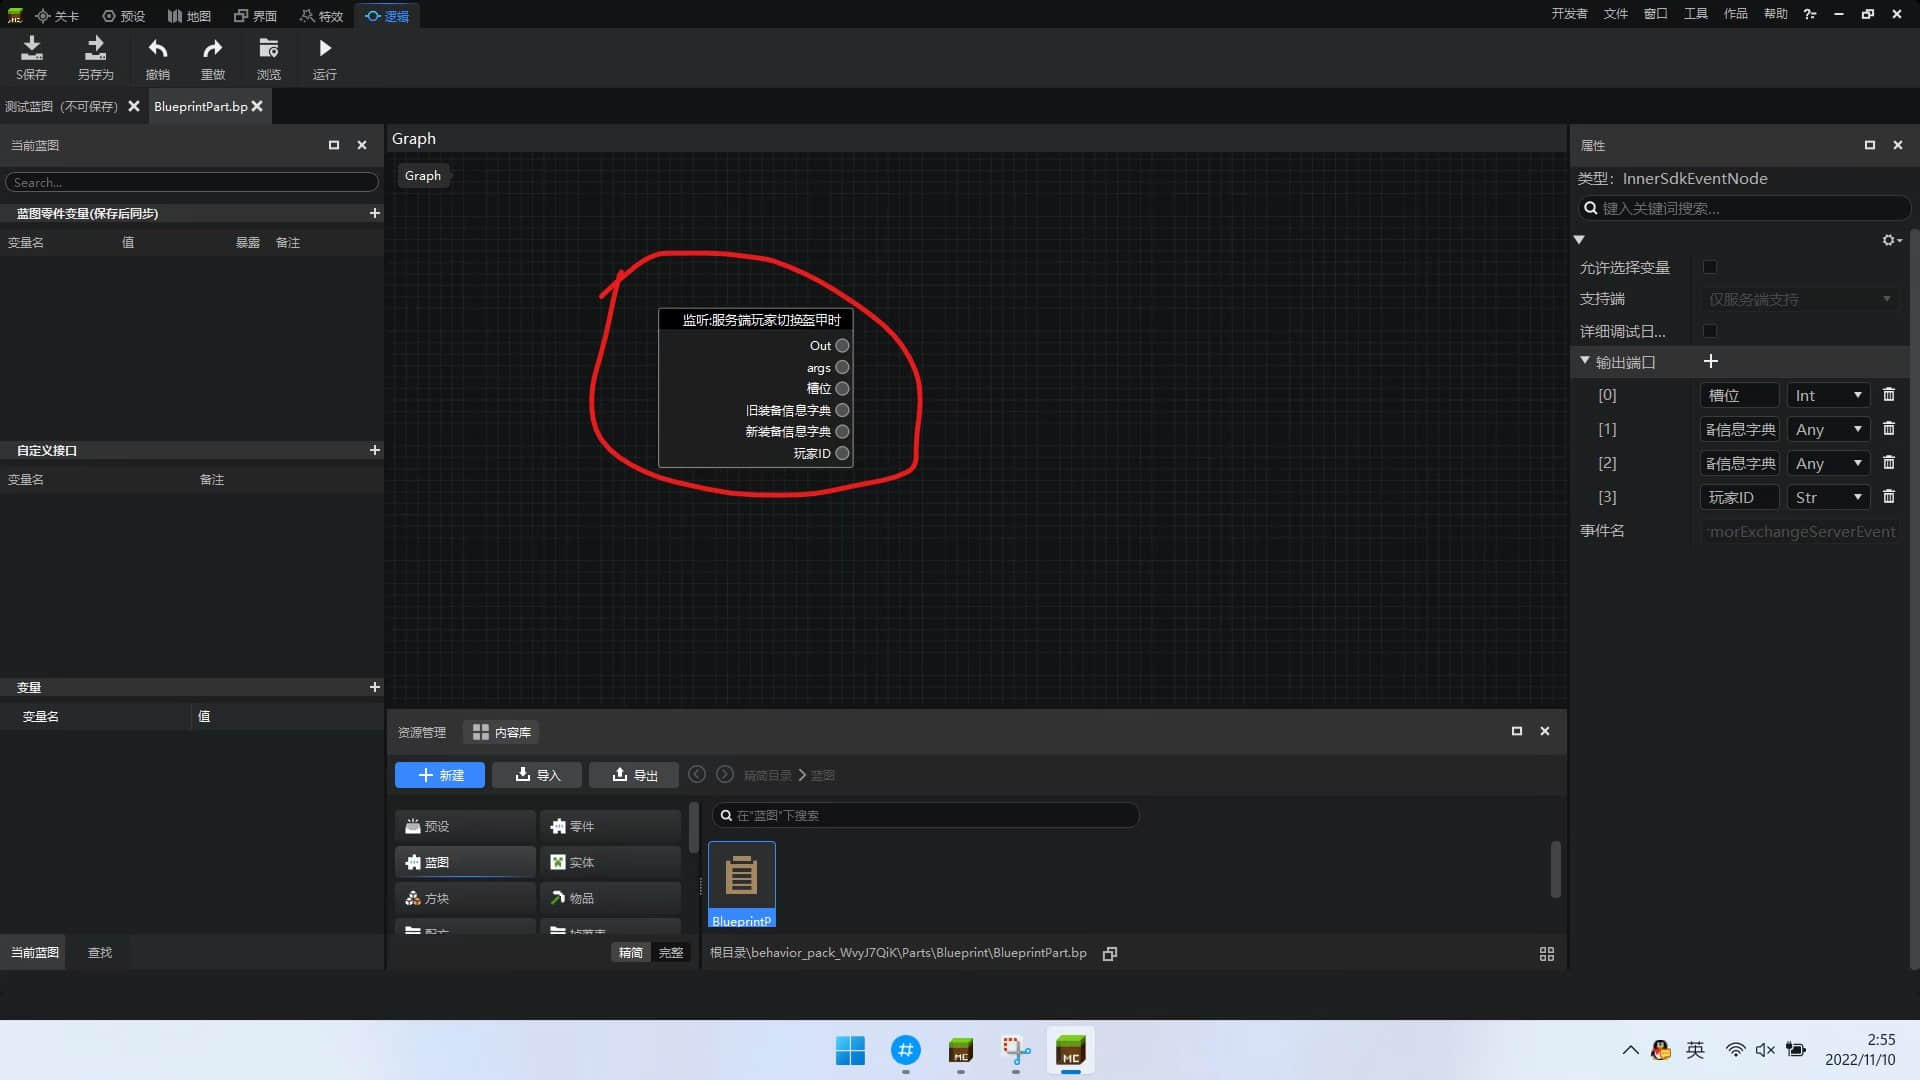 关卡 预设 地图 界面 特效 逻辑 开发者 文件 窗口 工具 作品 帮助
S保存 另存为 撤销 重做 浏览 运行
测试蓝图（不可保存） BlueprintPart.bp
当前蓝图
Search...
蓝图零件变量(保存后同步)
变量名 值 暴露 备注
自定义接口
变量名 备注
变量
变量名 值
当前蓝图 查找
Graph
Graph
监听:服务端玩家切换盔甲时
Out
args
槽位
旧装备信息字典
新装备信息字典
玩家ID
资源管理 内容库
新建 导入 导出 精简目录 蓝图
预设 零件
蓝图 实体
方块 物品
精简 完整
在"蓝图"下搜索
BlueprintP
根目录\behavior_pack_WvyJ7QiK\Parts\Blueprint\BlueprintPart.bp
属性
类型: InnerSdkEventNode
键入关键词搜索...
允许选择变量
支持端 仅服务端支持
详细调试日...
输出端口
[0] 槽位 Int
[1] 备信息字典 Any
[2] 备信息字典 Any
[3] 玩家ID Str
事件名 morExchangeServerEvent
MC MC 英 2:55
2022/11/10